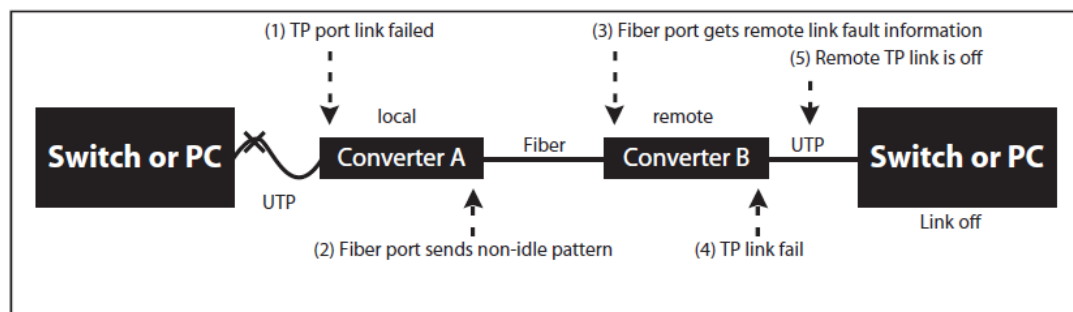 (1) TP port link failed
(3) Fiber port gets remote link fault information
(5) Remote TP link is off
local
remote
Switch or PC
Converter A
Fiber
Converter B
UTP
Switch or PC
UTP
Link off
(2) Fiber port sends non-idle pattern
(4) TP link fail